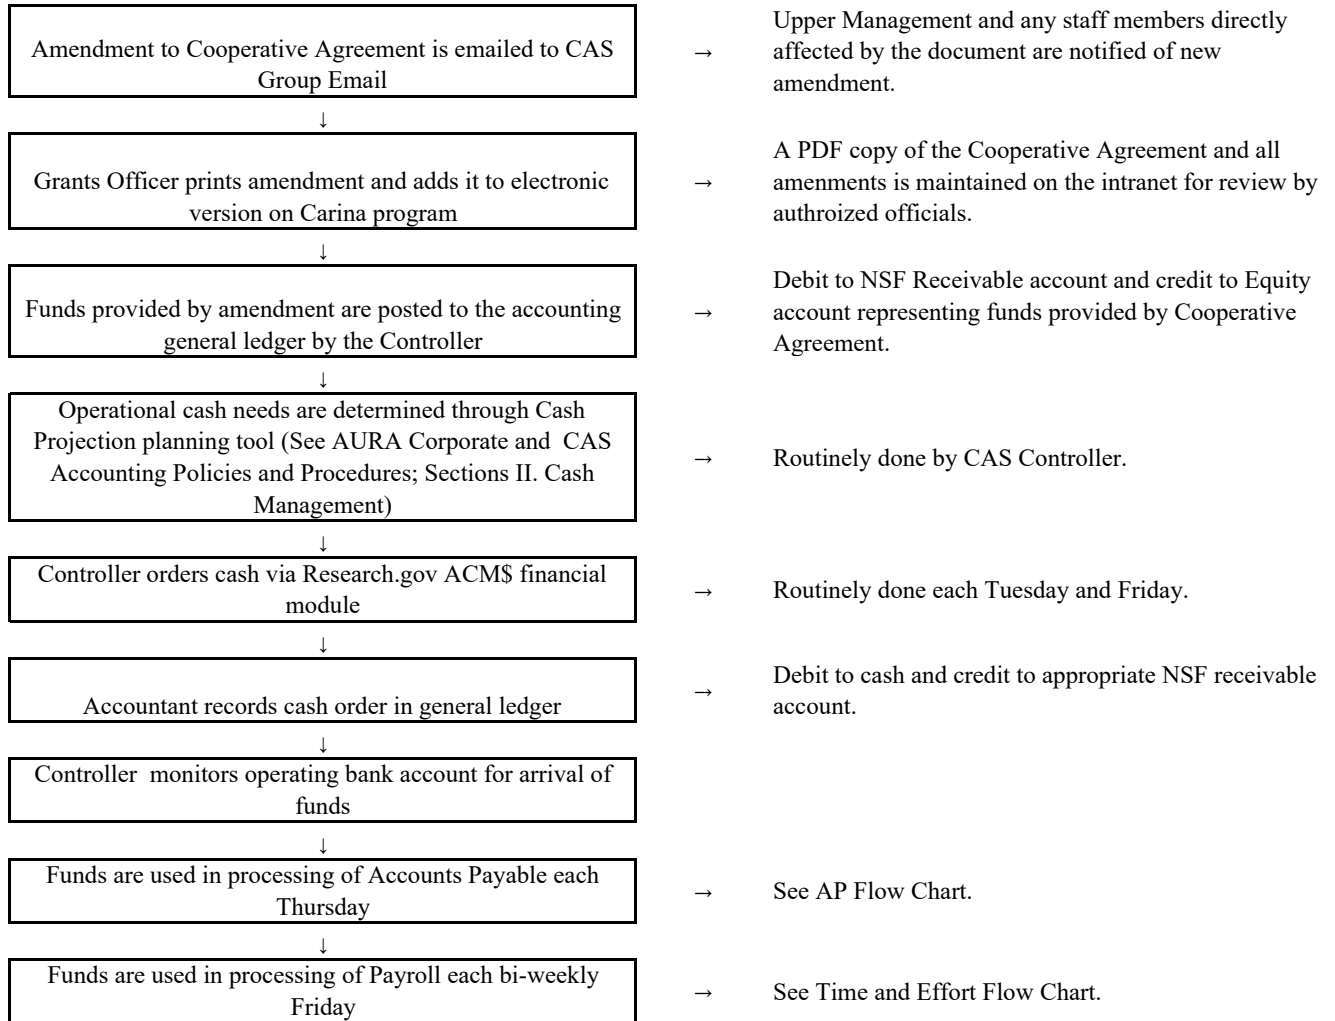 Amendment to Cooperative Agreement is emailed to CAS
Group Email
→
Upper Management and any staff members directly
affected by the document are notified of new
amendment.
↓
Grants Officer prints amendment and adds it to electronic
version on Carina program
→
A PDF copy of the Cooperative Agreement and all
amenments is maintained on the intranet for review by
authroized officials.
↓
Funds provided by amendment are posted to the accounting
general ledger by the Controller
→
Debit to NSF Receivable account and credit to Equity
account representing funds provided by Cooperative
Agreement.
↓
Operational cash needs are determined through Cash
Projection planning tool (See AURA Corporate and  CAS
Accounting Policies and Procedures; Sections II. Cash
Management)
→
Routinely done by CAS Controller.
↓
Controller orders cash via Research.gov ACM$ financial
module
→
Routinely done each Tuesday and Friday.
↓
Accountant records cash order in general ledger
→
Debit to cash and credit to appropriate NSF receivable
account.
↓
Controller  monitors operating bank account for arrival of
funds
↓
Funds are used in processing of Accounts Payable each
Thursday
→
See AP Flow Chart.
↓
Funds are used in processing of Payroll each bi-weekly
Friday
→
See Time and Effort Flow Chart.